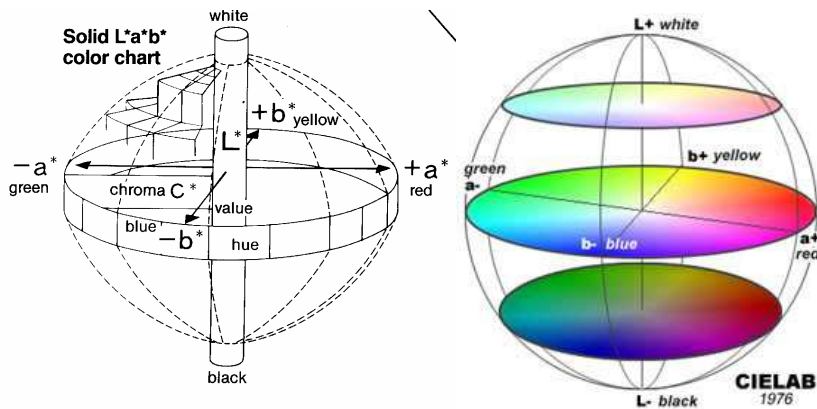 white
Solid L*a*b*
color chart
+b* yellow
L*
−a*
green
+a*
red
chroma C*
value
blue
−b*
hue
black
L+ white
b+ yellow
green
a-
b- blue
a+
red
CIELAB
1976
L- black